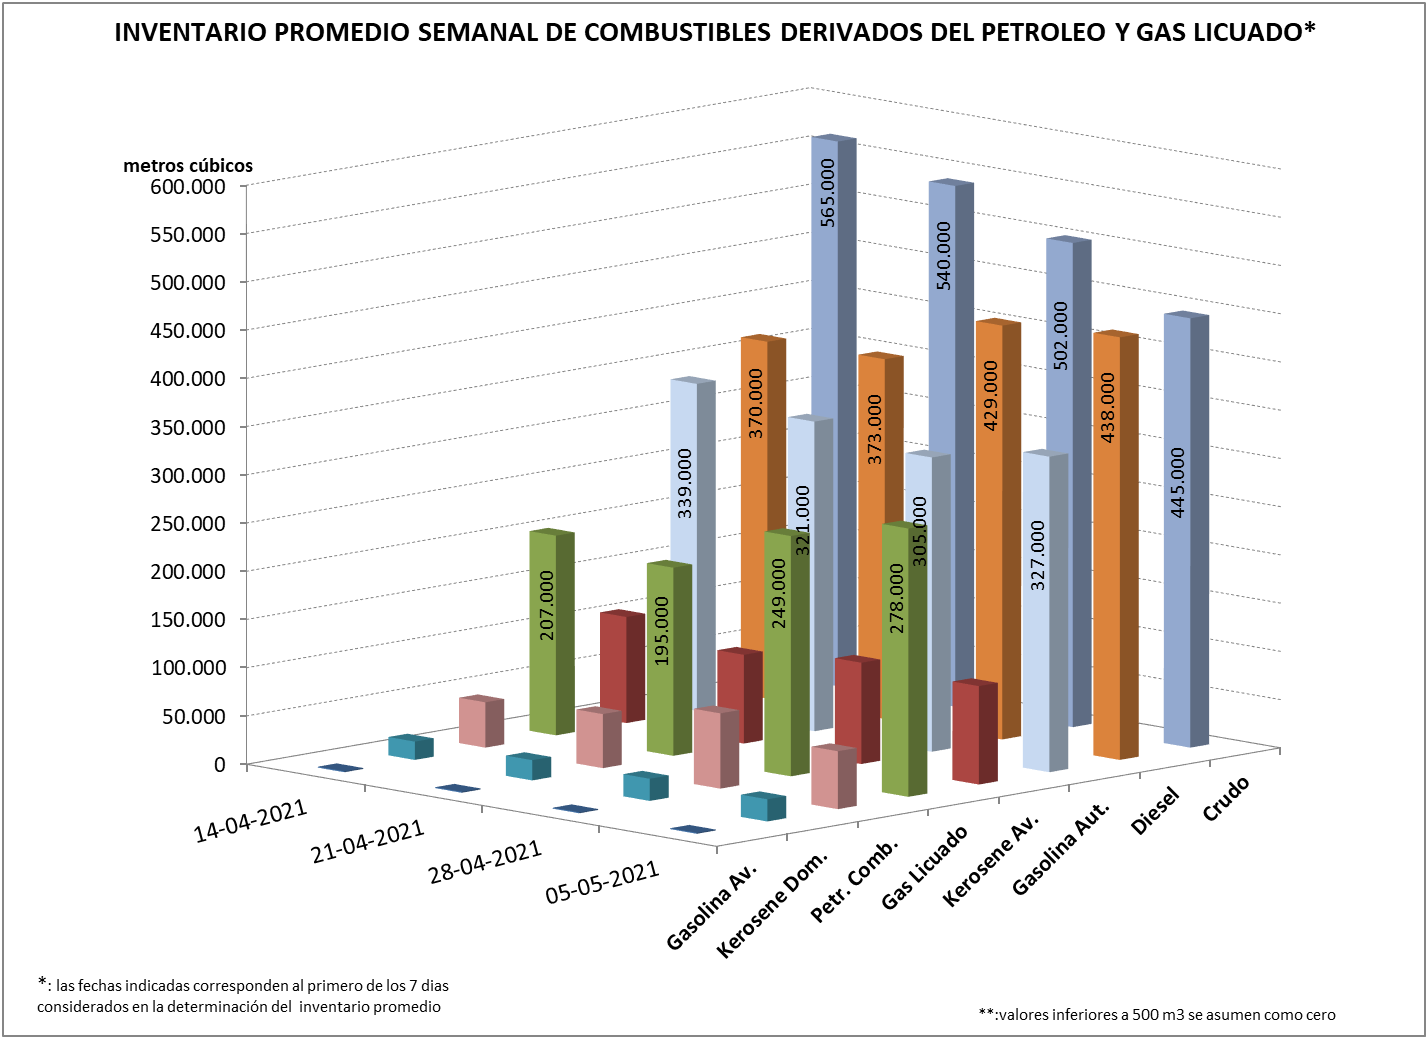 INVENTARIO PROMEDIO SEMANAL DE COMBUSTIBLES DERIVADOS DEL PETROLEO Y GAS LICUADO*
metros cúbicos
600.000
550.000
500.000
450.000
400.000
350.000
300.000
250.000
200.000
150.000
100.000
50.000
0
565.000
540.000
502.000
445.000
370.000
373.000
429.000
438.000
339.000
321.000
305.000
327.000
207.000
195.000
249.000
278.000
14-04-2021
21-04-2021
28-04-2021
05-05-2021
Gasolina Av.
Kerosene Dom.
Petr. Comb.
Gas Licuado
Kerosene Av.
Gasolina Aut.
Diesel
Crudo
*: las fechas indicadas corresponden al primero de los 7 dias
considerados en la determinación del inventario promedio
**:valores inferiores a 500 m3 se asumen como cero